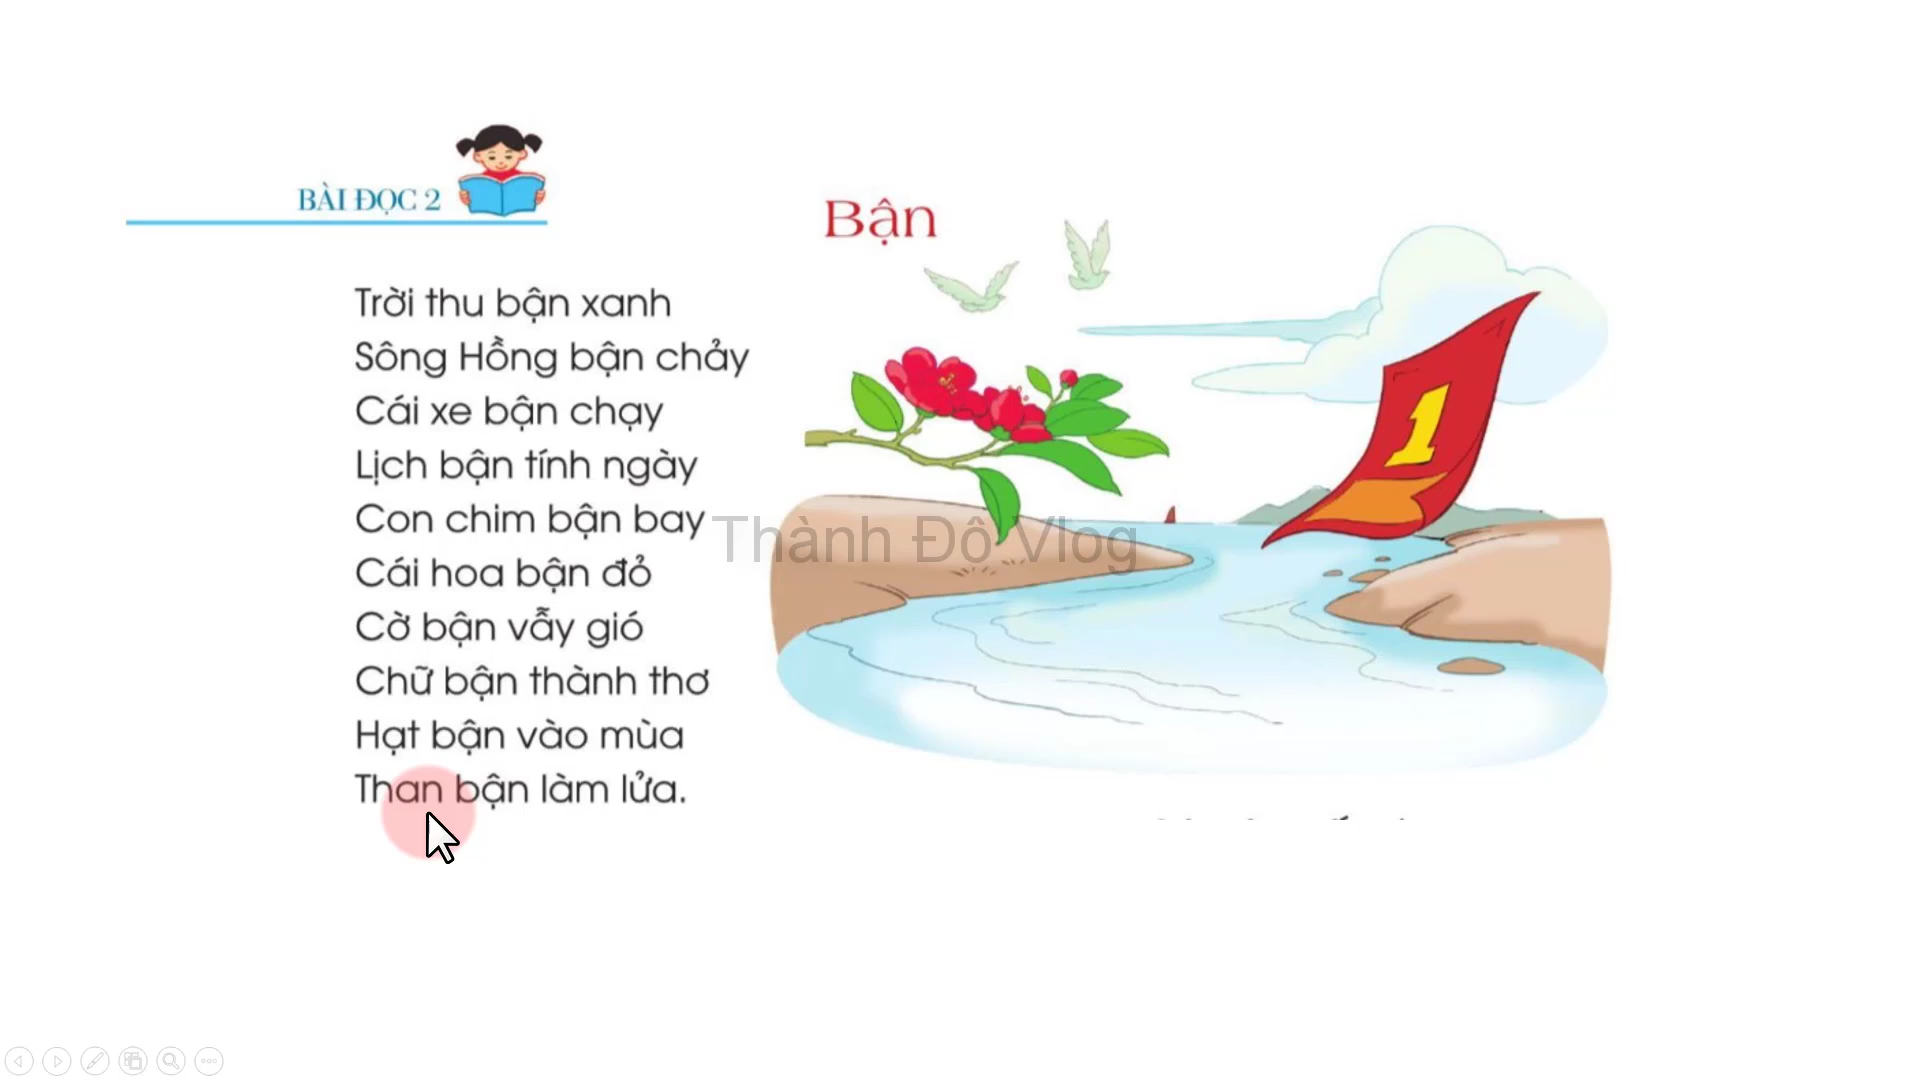 BÀI ĐỌC 2
Bận
Trời thu bận xanh
Sông Hồng bận chảy
Cái xe bận chạy
Lịch bận tính ngày
Con chim bận bay
Cái hoa bận đỏ
Cờ bận vẫy gió
Chữ bận thành thơ
Hạt bận vào mùa
Than bận làm lửa.
1
Thành Đô Vlog